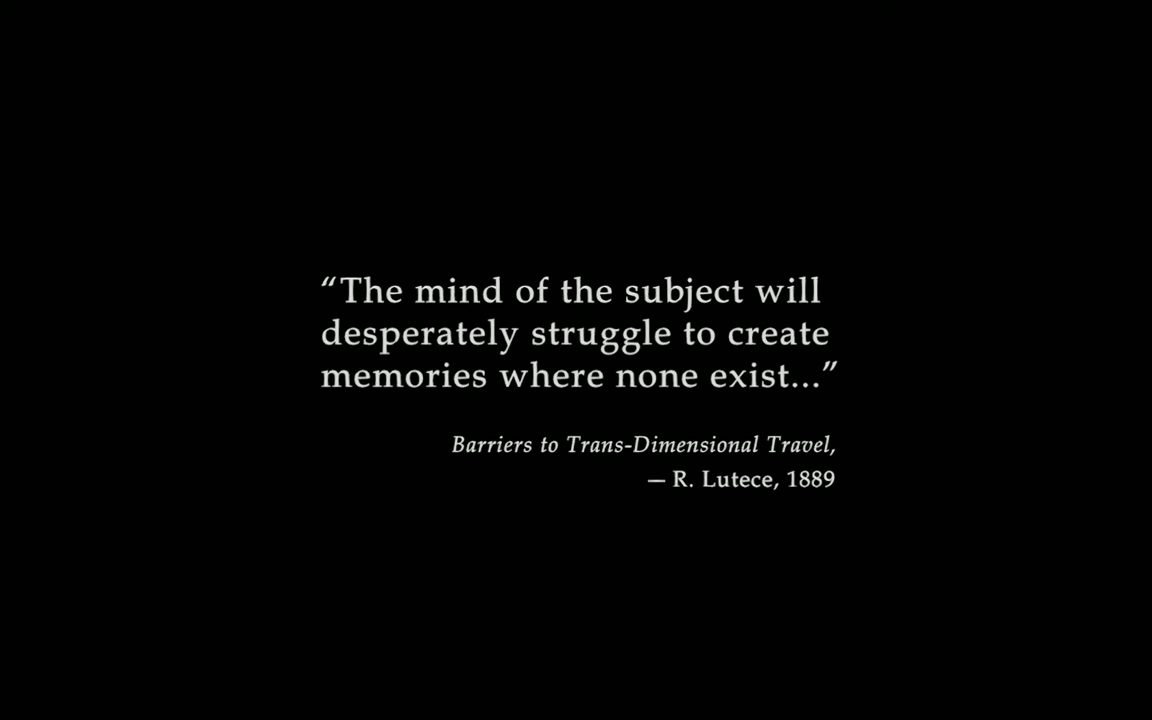 “The mind of the subject will
desperately struggle to create
memories where none exist...”
Barriers to Trans-Dimensional Travel,
— R. Lutece, 1889